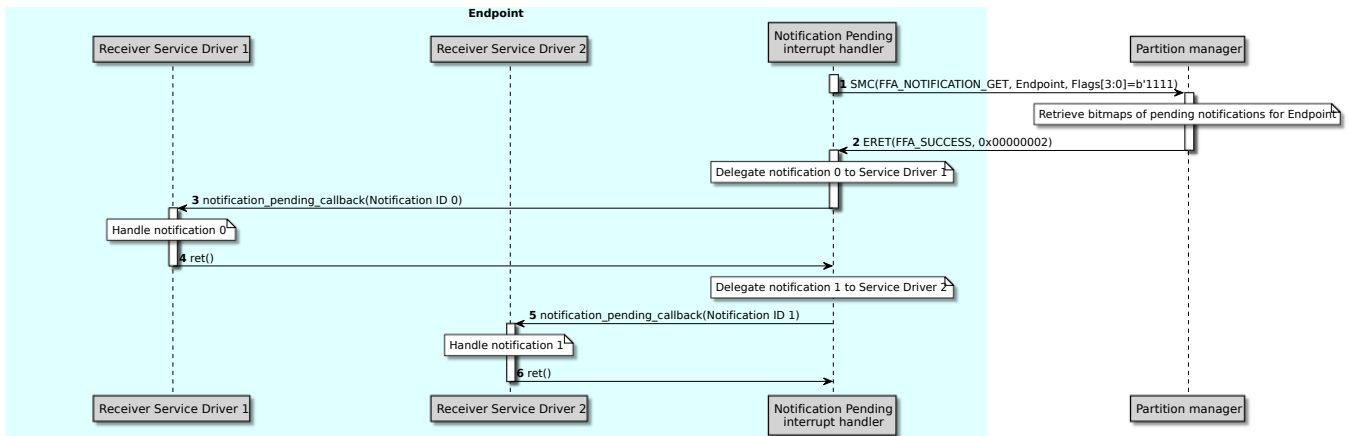 Endpoint
Receiver Service Driver 1
Receiver Service Driver 2
Notification Pending
interrupt handler
Partition manager
1 SMC(FFA_NOTIFICATION_GET, Endpoint, Flags[3:0]=b'1111)
Retrieve bitmaps of pending notifications for Endpoint
2 ERET(FFA_SUCCESS, 0x00000002)
Delegate notification 0 to Service Driver 1
3 notification_pending_callback(Notification ID 0)
Handle notification 0
4 ret()
Delegate notification 1 to Service Driver 2
5 notification_pending_callback(Notification ID 1)
Handle notification 1
6 ret()
Receiver Service Driver 1
Receiver Service Driver 2
Notification Pending
interrupt handler
Partition manager